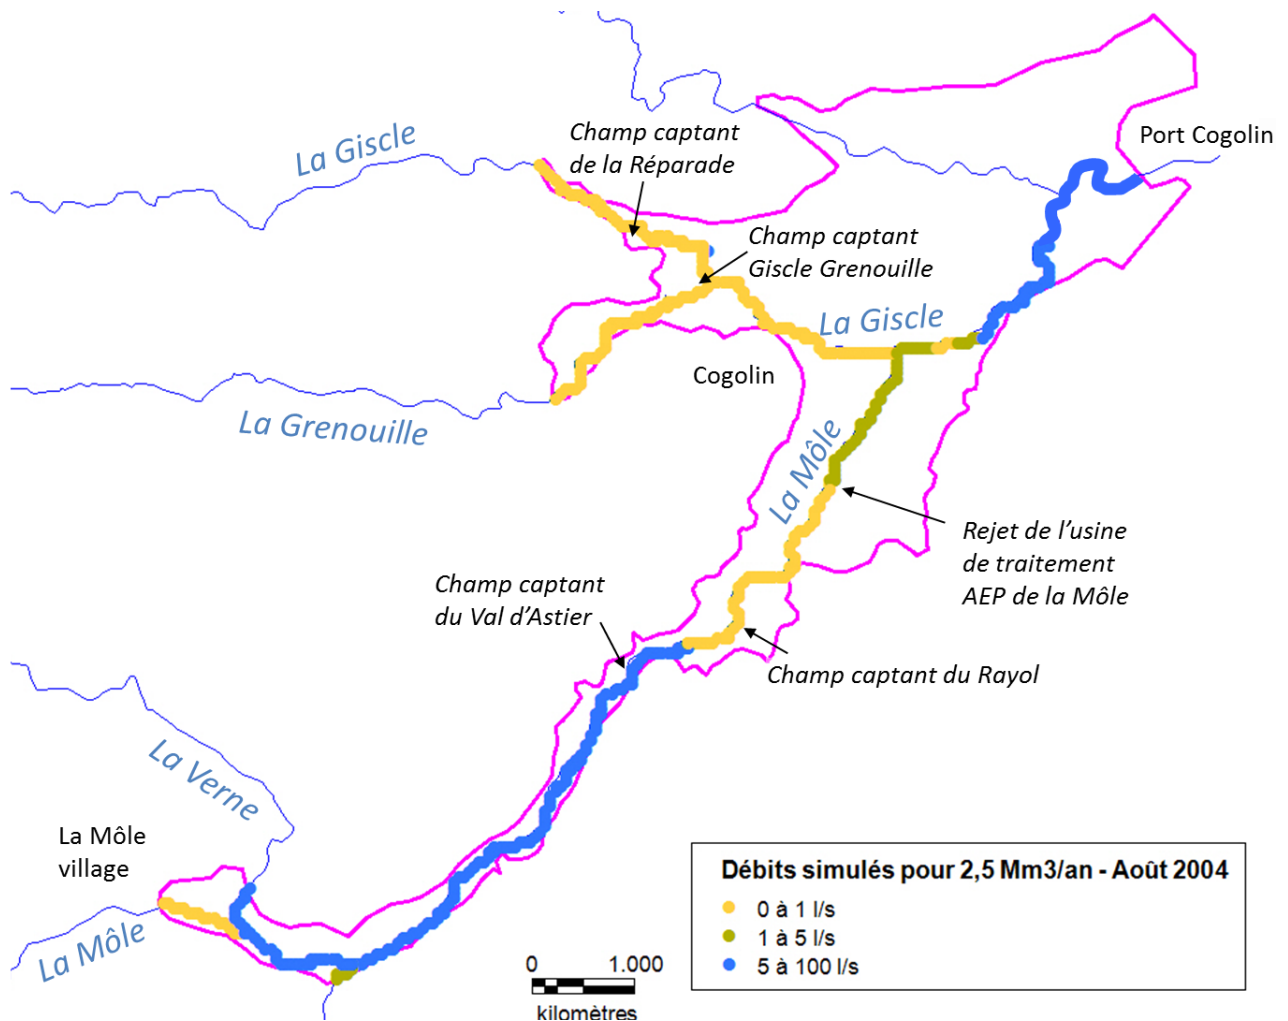 Port Cogolin
Champ captant
de la Réparade
La Giscle
Champ captant
Giscle Grenouille
La Giscle
Cogolin
La Grenouille
La Môle
Rejet de l’usine
de traitement
AEP de la Môle
Champ captant
du Val d’Astier
Champ captant du Rayol
La Verne
La Môle
village
La Môle
0 1.000
kilomètres
Débits simulés pour 2,5 Mm3/an - Août 2004
0 à 1 l/s
1 à 5 l/s
5 à 100 l/s